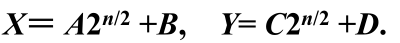 X= A2^{n/2} +B, Y= C2^{n/2} +D.